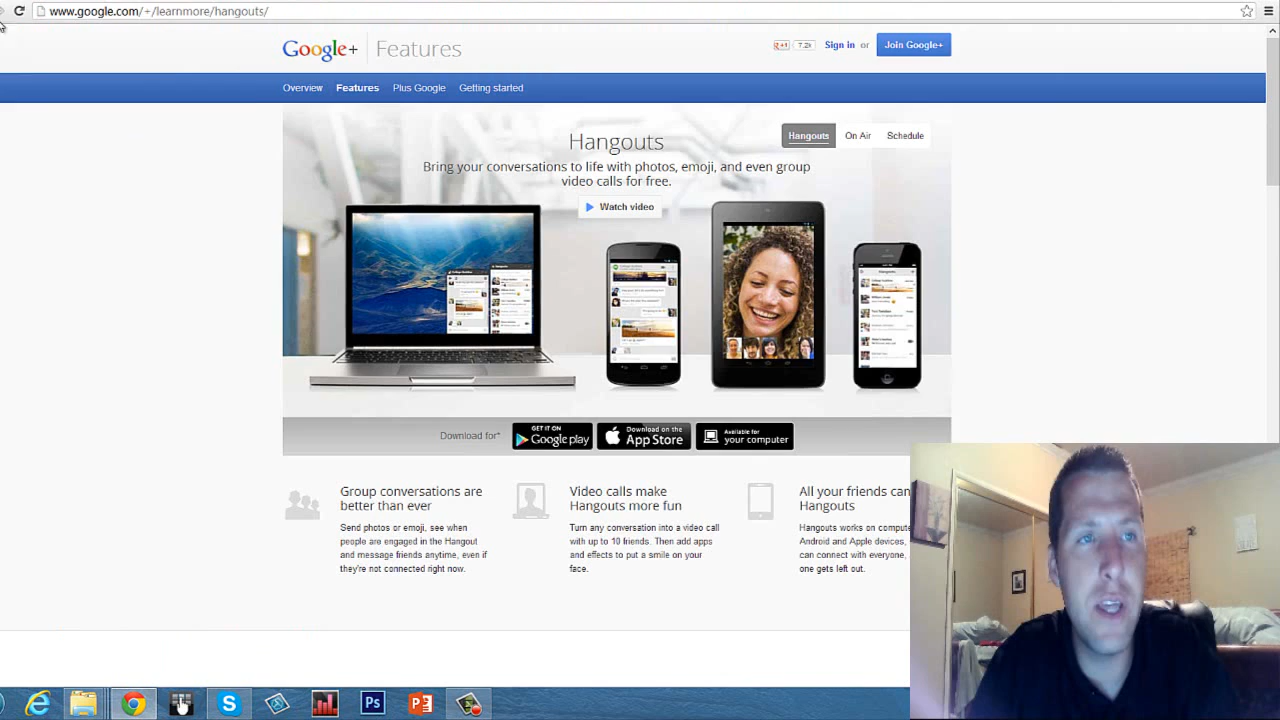 www.google.com/+/learnmore/hangouts/
Google+ Features
+1 7.2k Sign in or Join Google+
Overview Features Plus Google Getting started
Hangouts
Hangouts On Air Schedule
Bring your conversations to life with photos, emoji, and even group
video calls for free.
Watch video
Download for*
GET IT ON
Google play
Download on the
App Store
Available for
your computer
Group conversations are
better than ever
Send photos or emoji, see when
people are engaged in the Hangout
and message friends anytime, even if
they're not connected right now.
Video calls make
Hangouts more fun
Turn any conversation into a video call
with up to 10 friends. Then add apps
and effects to put a smile on your
face.
All your friends can
Hangouts
Hangouts works on compute
Android and Apple devices,
can connect with everyone,
one gets left out.
Ps